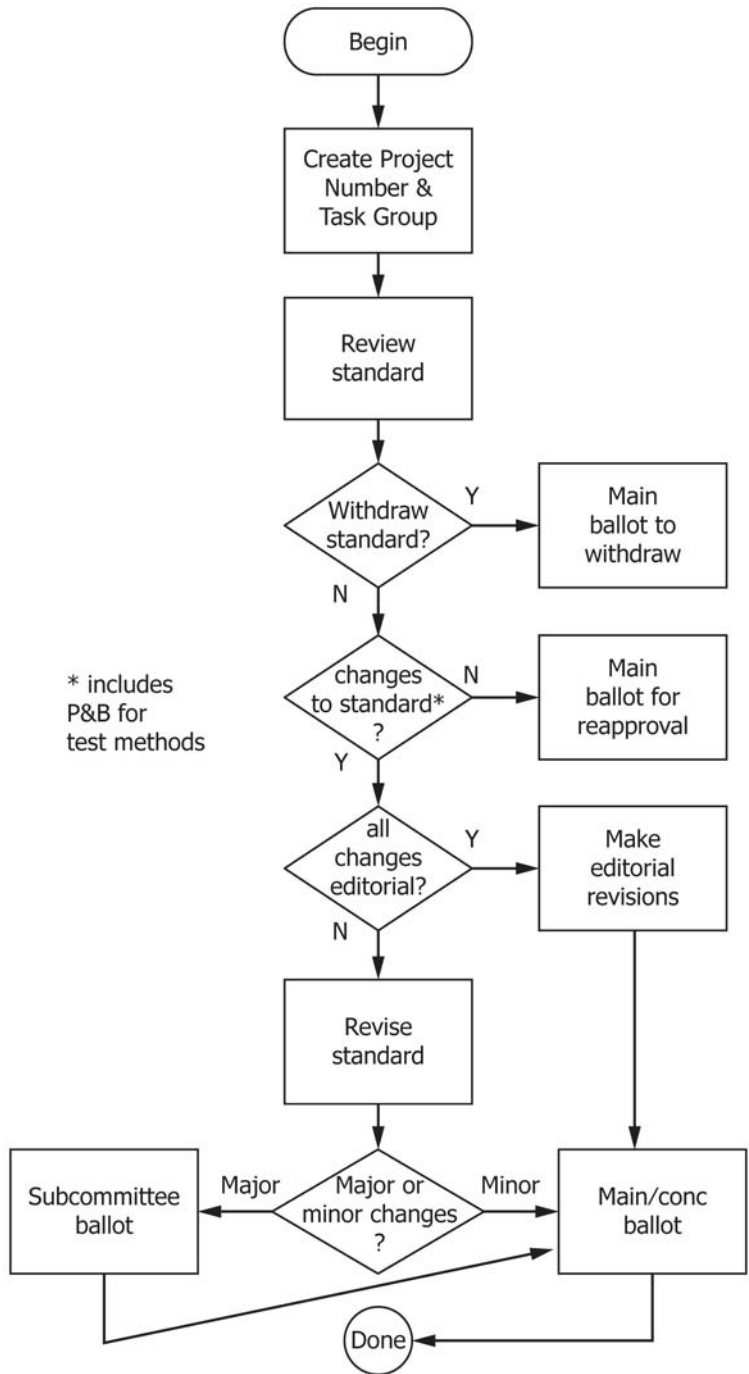 Begin
Create Project
Number &
Task Group
Review
standard
Withdraw
standard?
Y
Main
ballot to
withdraw
N
changes
to standard*
?
N
Main
ballot for
reapproval
* includes
P&B for
test methods
Y
all
changes
editorial?
Y
Make
editorial
revisions
N
Revise
standard
Subcommittee
ballot
Major
Major or
minor changes
?
Minor
Main/conc
ballot
Done